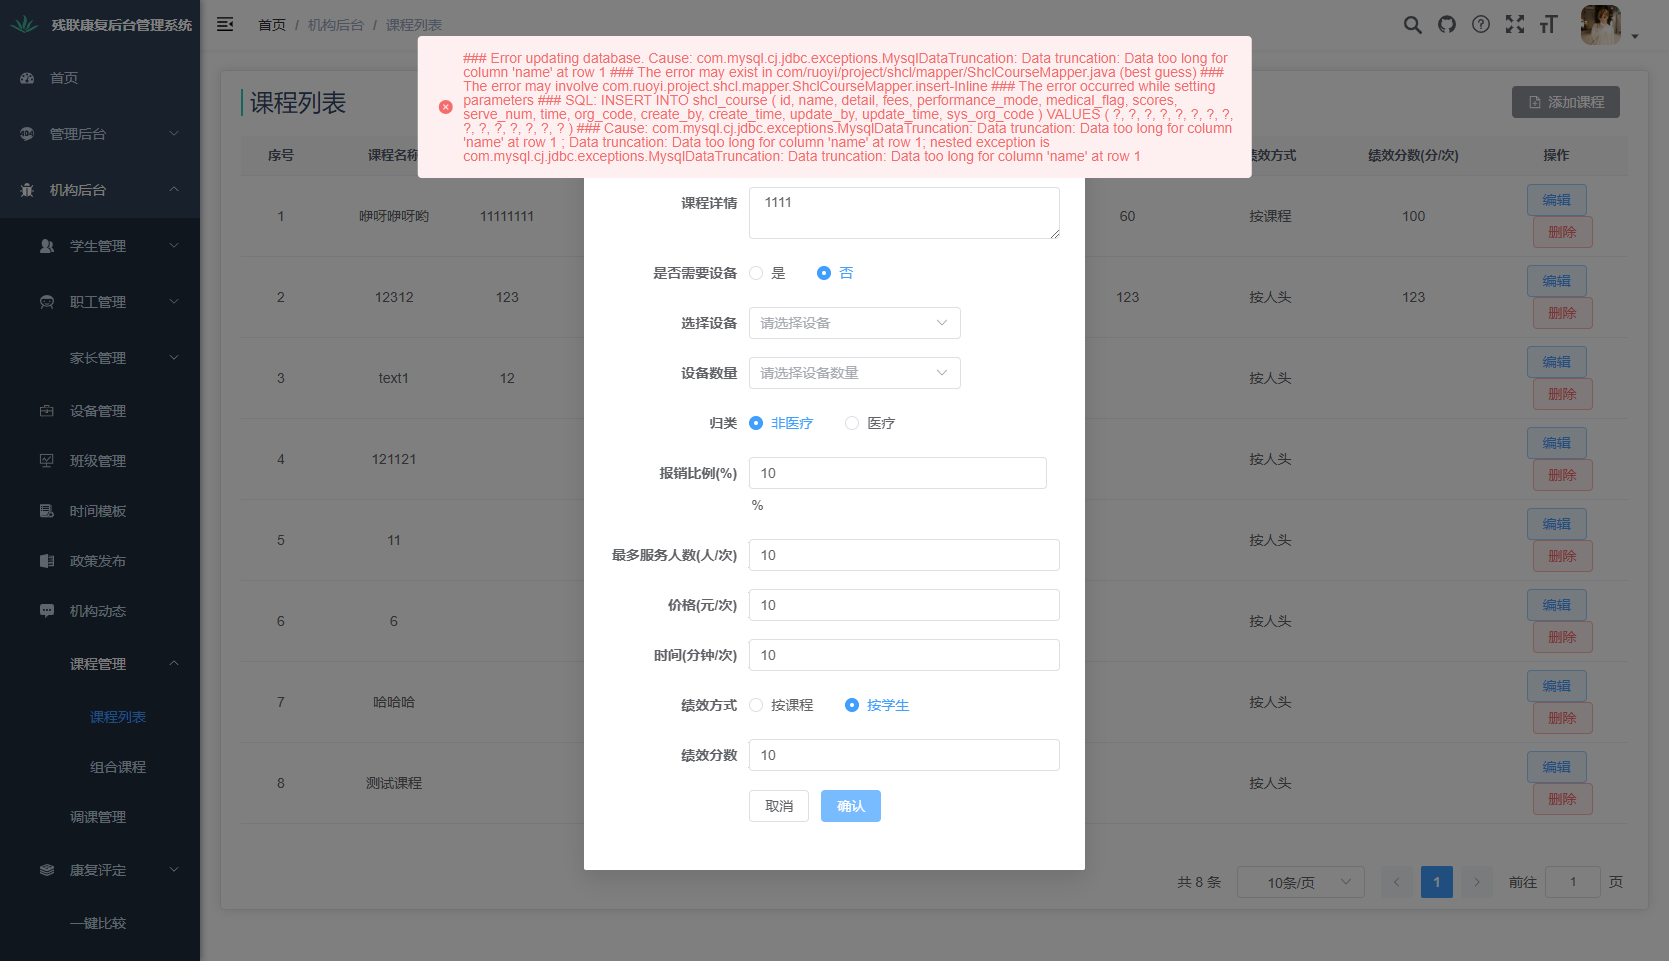 残联康复后台管理系统
首页 / 机构后台 / 课程列表
### Error updating database. Cause: com.mysql.cj.jdbc.exceptions.MysqlDataTruncation: Data truncation: Data too long for
column 'name' at row 1 ### The error may exist in com/ruoyi/project/shcl/mapper/ShclCourseMapper.java (best guess) ###
The error may involve com.ruoyi.project.shcl.mapper.ShclCourseMapper.insert-Inline ### The error occurred while setting
parameters ### SQL: INSERT INTO shcl_course ( id, name, detail, fees, performance_mode, medical_flag, scores,
serve_num, time, org_code, create_by, create_time, update_by, update_time, sys_org_code ) VALUES ( ?, ?, ?, ?, ?, ?, ?, ?,
?, ?, ?, ?, ?, ?, ? ) ### Cause: com.mysql.cj.jdbc.exceptions.MysqlDataTruncation: Data truncation: Data too long for column
'name' at row 1 ; Data truncation: Data too long for column 'name' at row 1; nested exception is
com.mysql.cj.jdbc.exceptions.MysqlDataTruncation: Data truncation: Data too long for column 'name' at row 1
首页
管理后台
机构后台
学生管理
职工管理
家长管理
设备管理
班级管理
时间模板
政策发布
机构动态
课程管理
课程列表
组合课程
调课管理
康复评定
一键比较
课程列表
添加课程
序号 课程名称 绩效方式 绩效分数(分/次) 操作
1 咿呀咿呀哟 11111111 60 按课程 100 编辑 删除
2 12312 123 123 按人头 123 编辑 删除
3 text1 12 按人头 编辑 删除
4 121121 按人头 编辑 删除
5 11 按人头 编辑 删除
6 6 按人头 编辑 删除
7 哈哈哈 按人头 编辑 删除
8 测试课程 按人头 编辑 删除
课程详情 1111
是否需要设备 是 否
选择设备 请选择设备
设备数量 请选择设备数量
归类 非医疗 医疗
报销比例(%) 10
%
最多服务人数(人/次) 10
价格(元/次) 10
时间(分钟/次) 10
绩效方式 按课程 按学生
绩效分数 10
取消 确认
共 8 条 10条/页 1 前往 1 页